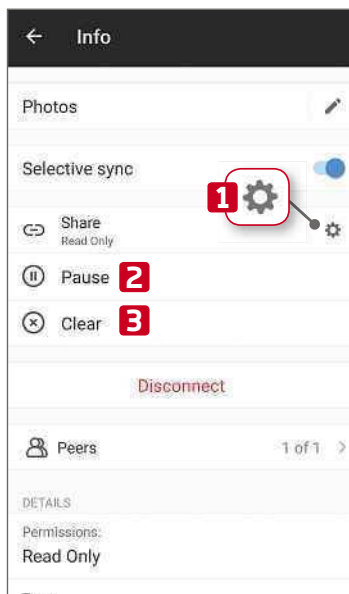 Info
Photos
Selective sync
1
Share
Read Only
Pause 2
Clear 3
Disconnect
Peers 1 of 1
DETAILS
Permissions:
Read Only